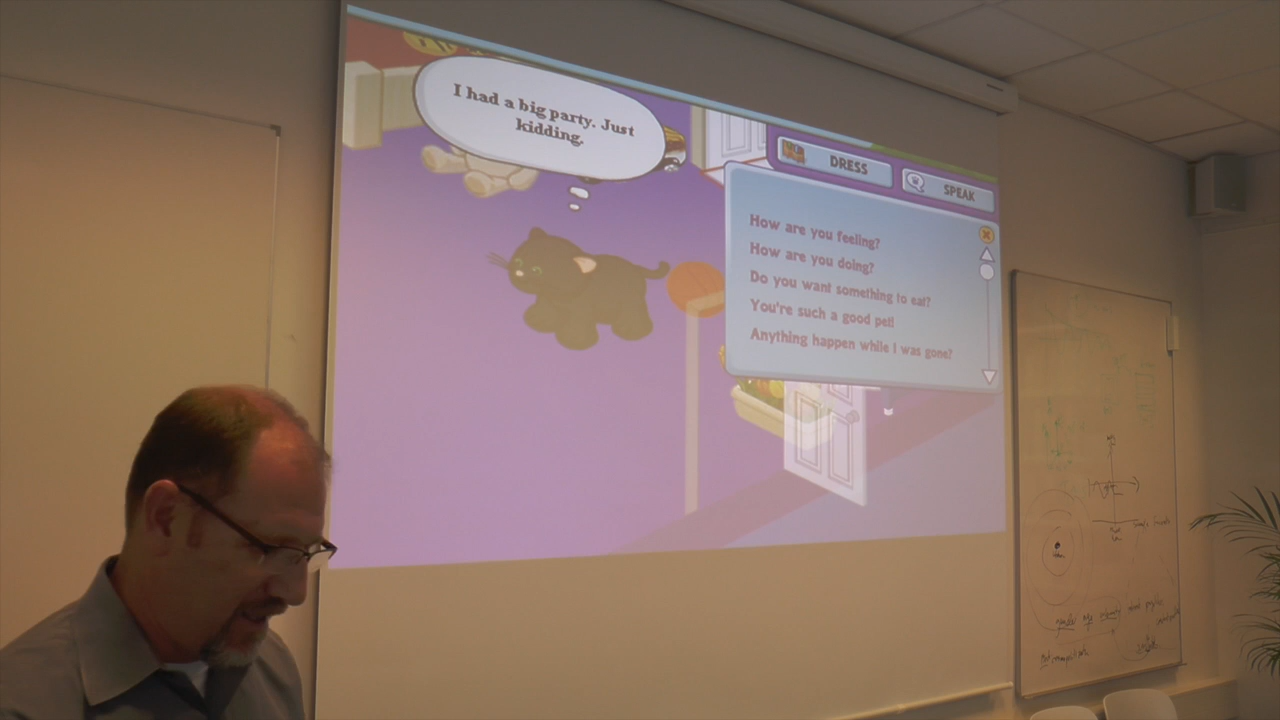 I had a big party. Just
kidding.
DRESS
SPEAK
How are you feeling?
How are you doing?
Do you want something to eat?
You're such a good pet!
Anything happen while I was gone?